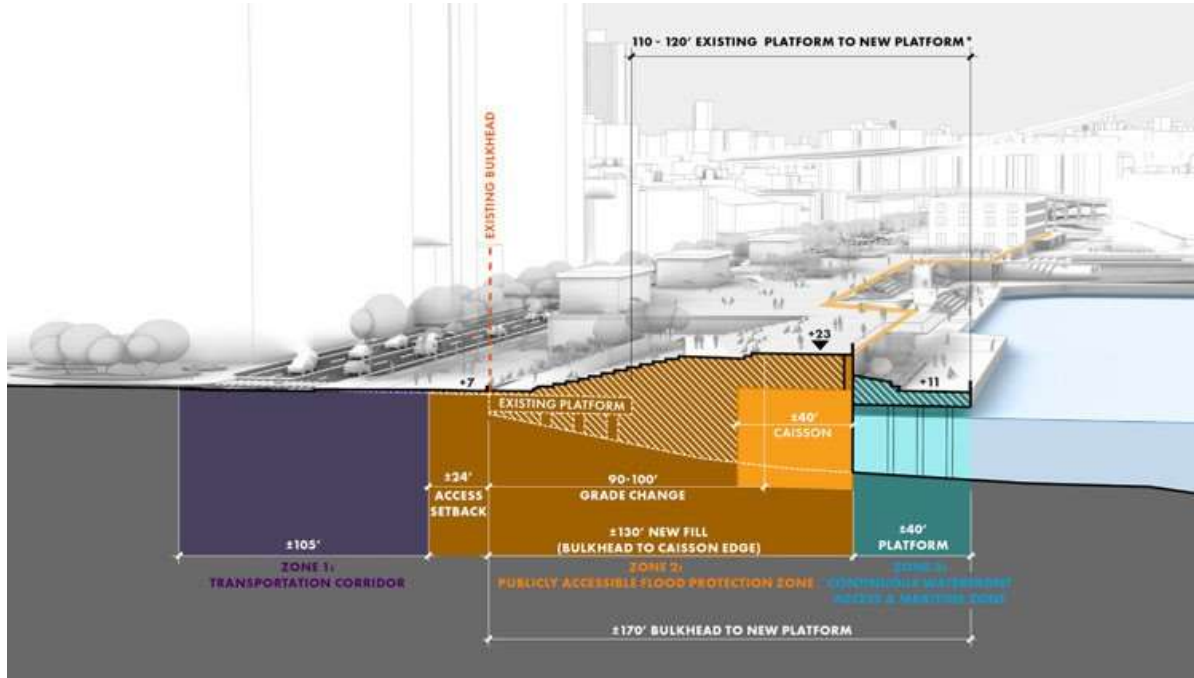 110 - 120' EXISTING PLATFORM TO NEW PLATFORM*
EXISTING BULKHEAD
+23
+7
+11
EXISTING PLATFORM
±40'
CAISSON
±24'
ACCESS
SETBACK
90-100'
GRADE CHANGE
±105'
±130' NEW FILL
(BULKHEAD TO CAISSON EDGE)
±40'
PLATFORM
ZONE 1:
TRANSPORTATION CORRIDOR
ZONE 2:
PUBLICLY ACCESSIBLE FLOOD PROTECTION ZONE
ZONE 3:
CONTINUOUS WATERFRONT
ACCESS & MARITIME ZONE
±170' BULKHEAD TO NEW PLATFORM